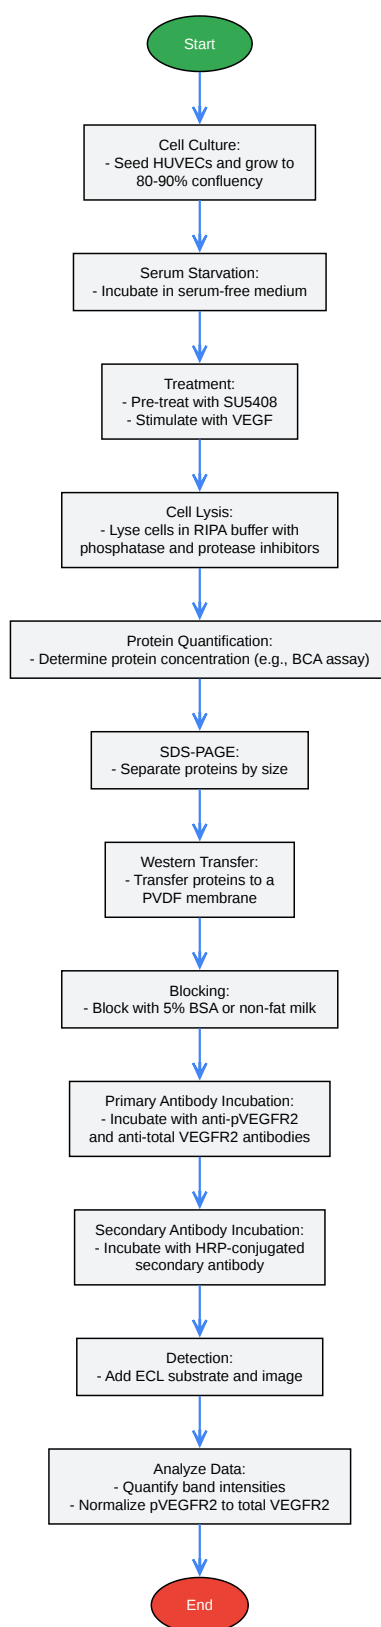 Start
Cell Culture:
- Seed HUVECs and grow to
80-90% confluency
Serum Starvation:
- Incubate in serum-free medium
Treatment:
- Pre-treat with SU5408
- Stimulate with VEGF
Cell Lysis:
- Lyse cells in RIPA buffer with
phosphatase and protease inhibitors
Protein Quantification:
- Determine protein concentration (e.g., BCA assay)
SDS-PAGE:
- Separate proteins by size
Western Transfer:
- Transfer proteins to a
PVDF membrane
Blocking:
- Block with 5% BSA or non-fat milk
Primary Antibody Incubation:
- Incubate with anti-pVEGFR2
and anti-total VEGFR2 antibodies
Secondary Antibody Incubation:
- Incubate with HRP-conjugated
secondary antibody
Detection:
- Add ECL substrate and image
Analyze Data:
- Quantify band intensities
- Normalize pVEGFR2 to total VEGFR2
End